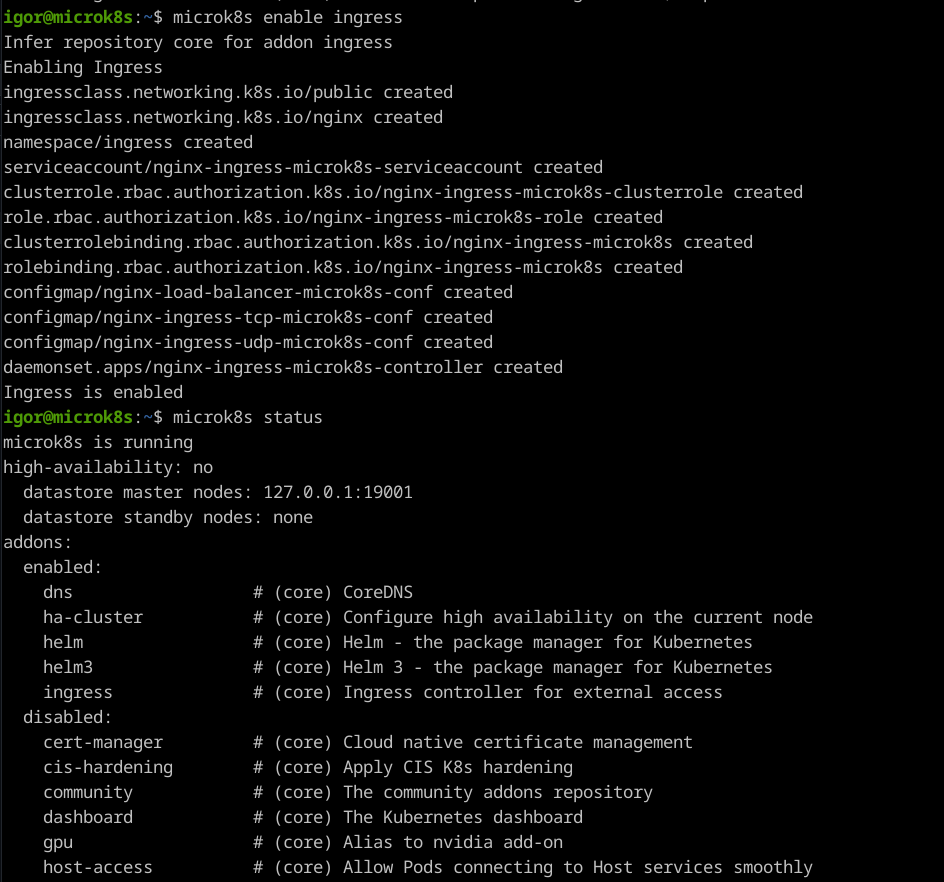 igor@microk8s:~$ microk8s enable ingress
Infer repository core for addon ingress
Enabling Ingress
ingressclass.networking.k8s.io/public created
ingressclass.networking.k8s.io/nginx created
namespace/ingress created
serviceaccount/nginx-ingress-microk8s-serviceaccount created
clusterrole.rbac.authorization.k8s.io/nginx-ingress-microk8s-clusterrole created
role.rbac.authorization.k8s.io/nginx-ingress-microk8s-role created
clusterrolebinding.rbac.authorization.k8s.io/nginx-ingress-microk8s created
rolebinding.rbac.authorization.k8s.io/nginx-ingress-microk8s created
configmap/nginx-load-balancer-microk8s-conf created
configmap/nginx-ingress-tcp-microk8s-conf created
configmap/nginx-ingress-udp-microk8s-conf created
daemonset.apps/nginx-ingress-microk8s-controller created
Ingress is enabled
igor@microk8s:~$ microk8s status
microk8s is running
high-availability: no
  datastore master nodes: 127.0.0.1:19001
  datastore standby nodes: none
addons:
  enabled:
    dns                  # (core) CoreDNS
    ha-cluster           # (core) Configure high availability on the current node
    helm                 # (core) Helm - the package manager for Kubernetes
    helm3                # (core) Helm 3 - the package manager for Kubernetes
    ingress              # (core) Ingress controller for external access
  disabled:
    cert-manager         # (core) Cloud native certificate management
    cis-hardening        # (core) Apply CIS K8s hardening
    community            # (core) The community addons repository
    dashboard            # (core) The Kubernetes dashboard
    gpu                  # (core) Alias to nvidia add-on
    host-access          # (core) Allow Pods connecting to Host services smoothly